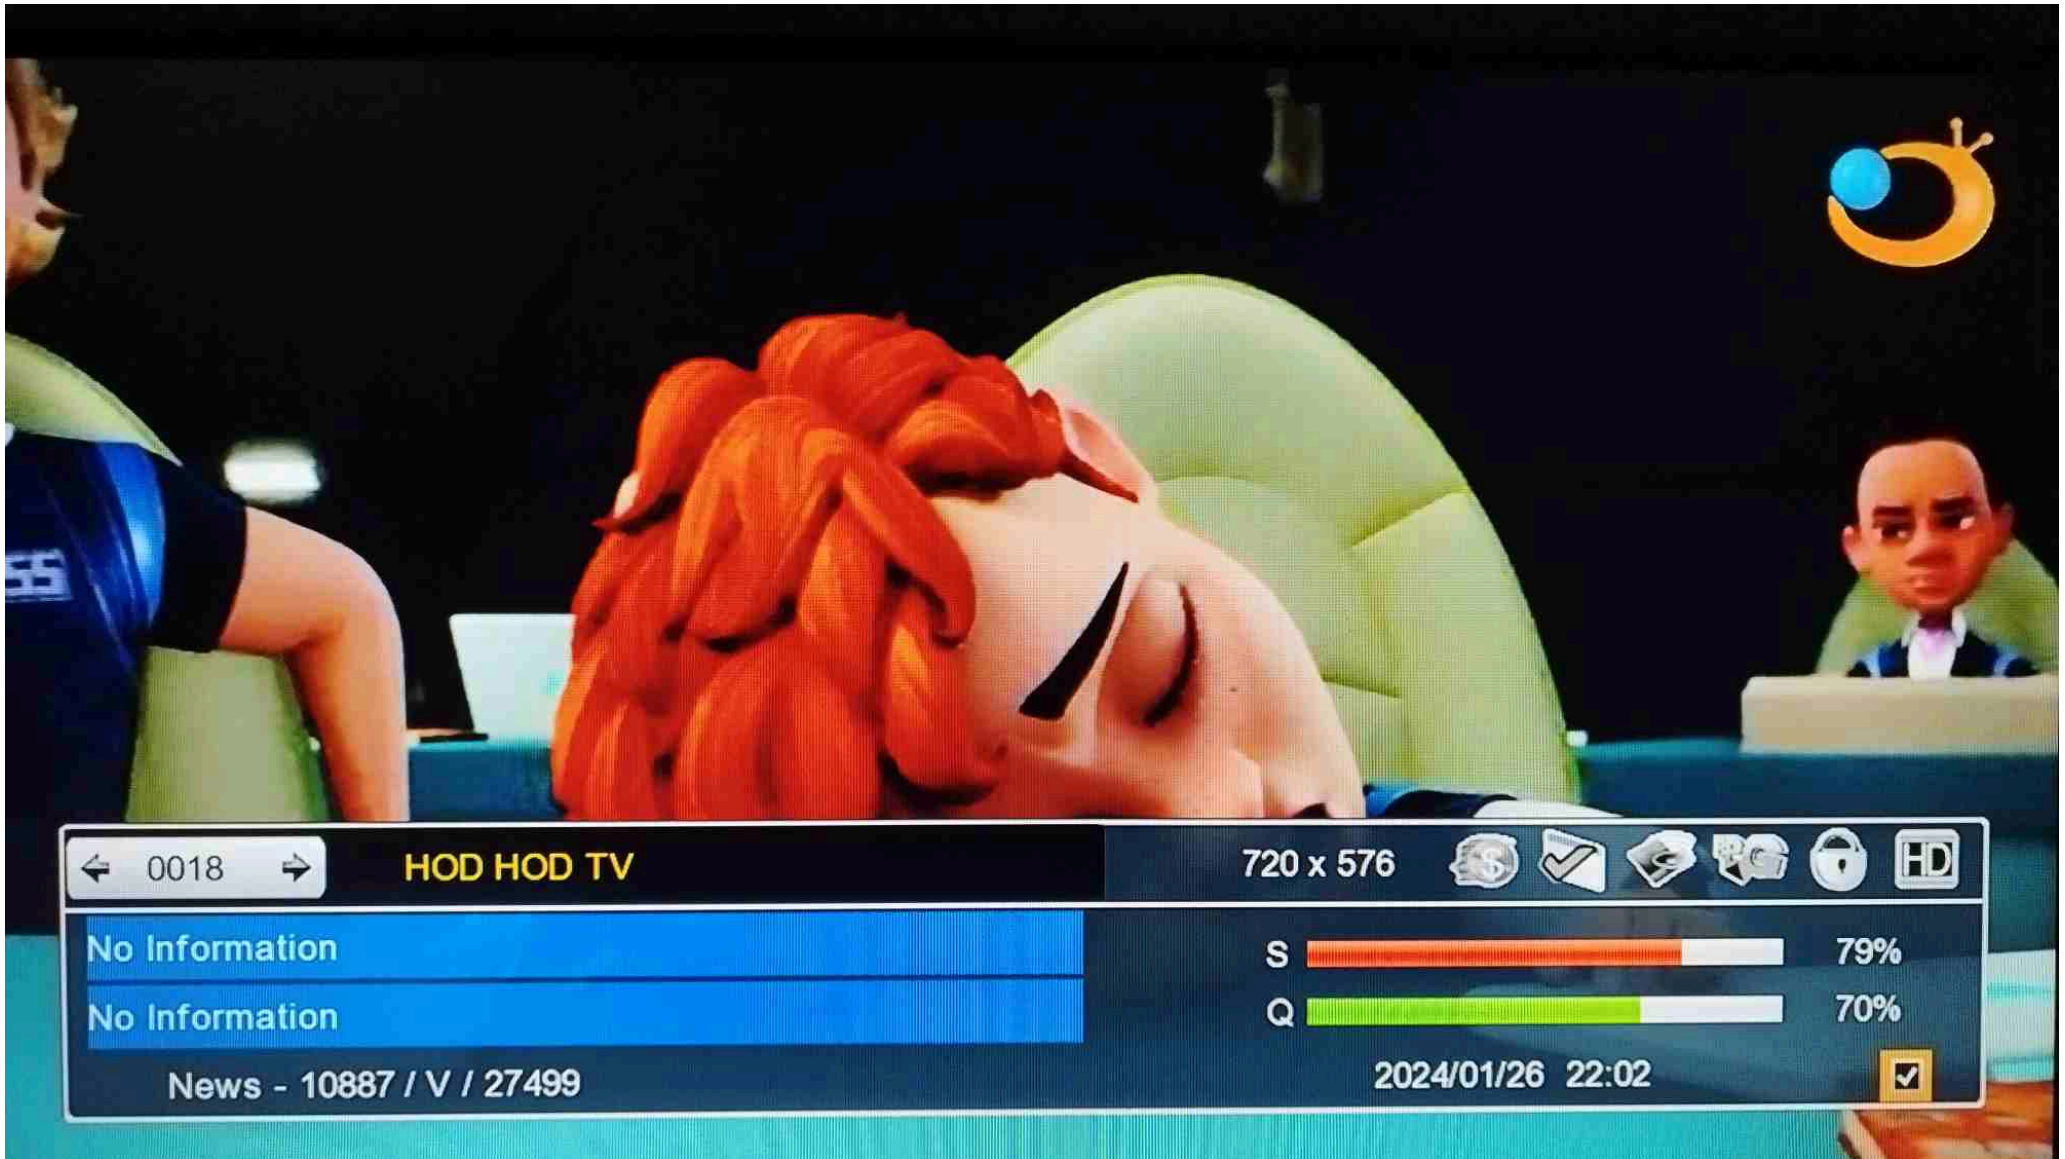 SS
0018
HOD HOD TV
720 x 576
$
HD
No Information
S
79%
No Information
Q
70%
News - 10887 / V / 27499
2024/01/26 22:02